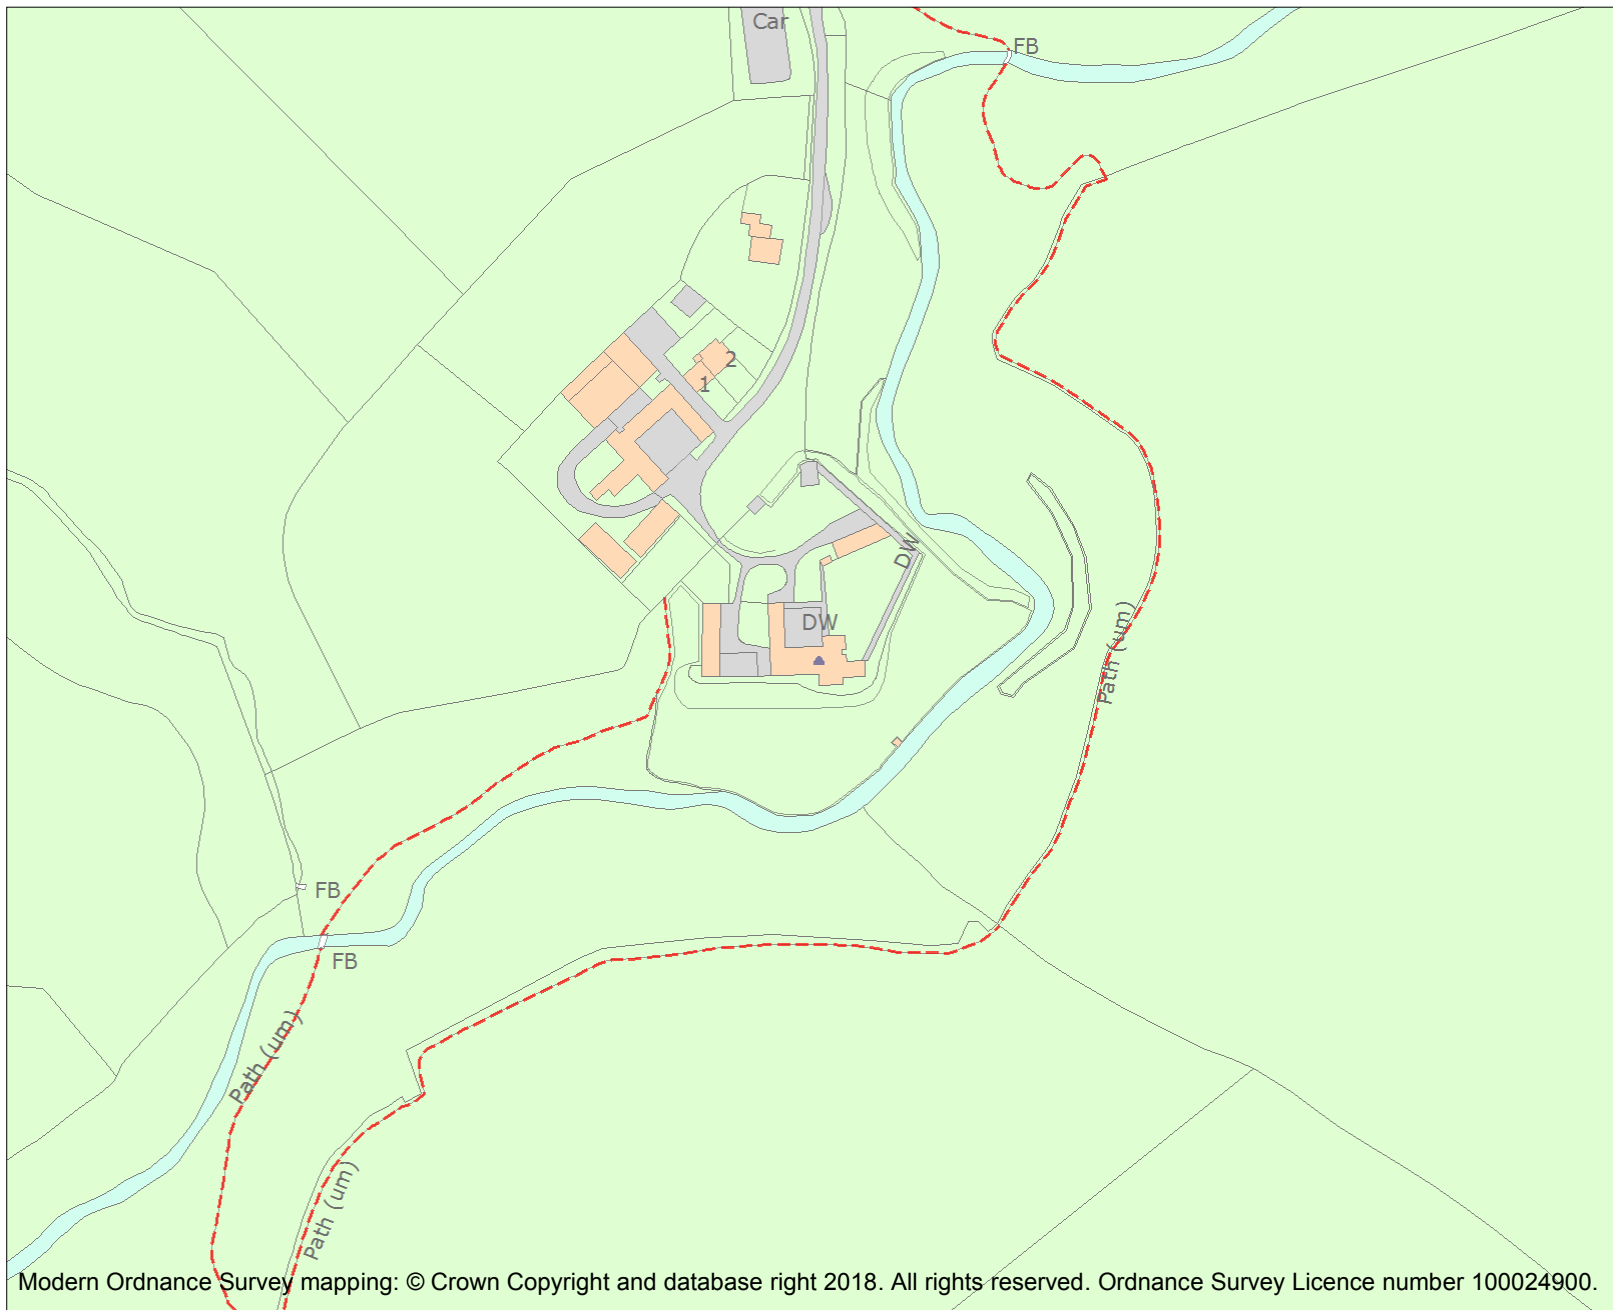 Car
FB
2
1
DW
DW
Path (um)
FB
FB
Path (um)
Path (um)
Modern Ordnance Survey mapping: © Crown Copyright and database right 2018. All rights reserved. Ordnance Survey Licence number 100024900.